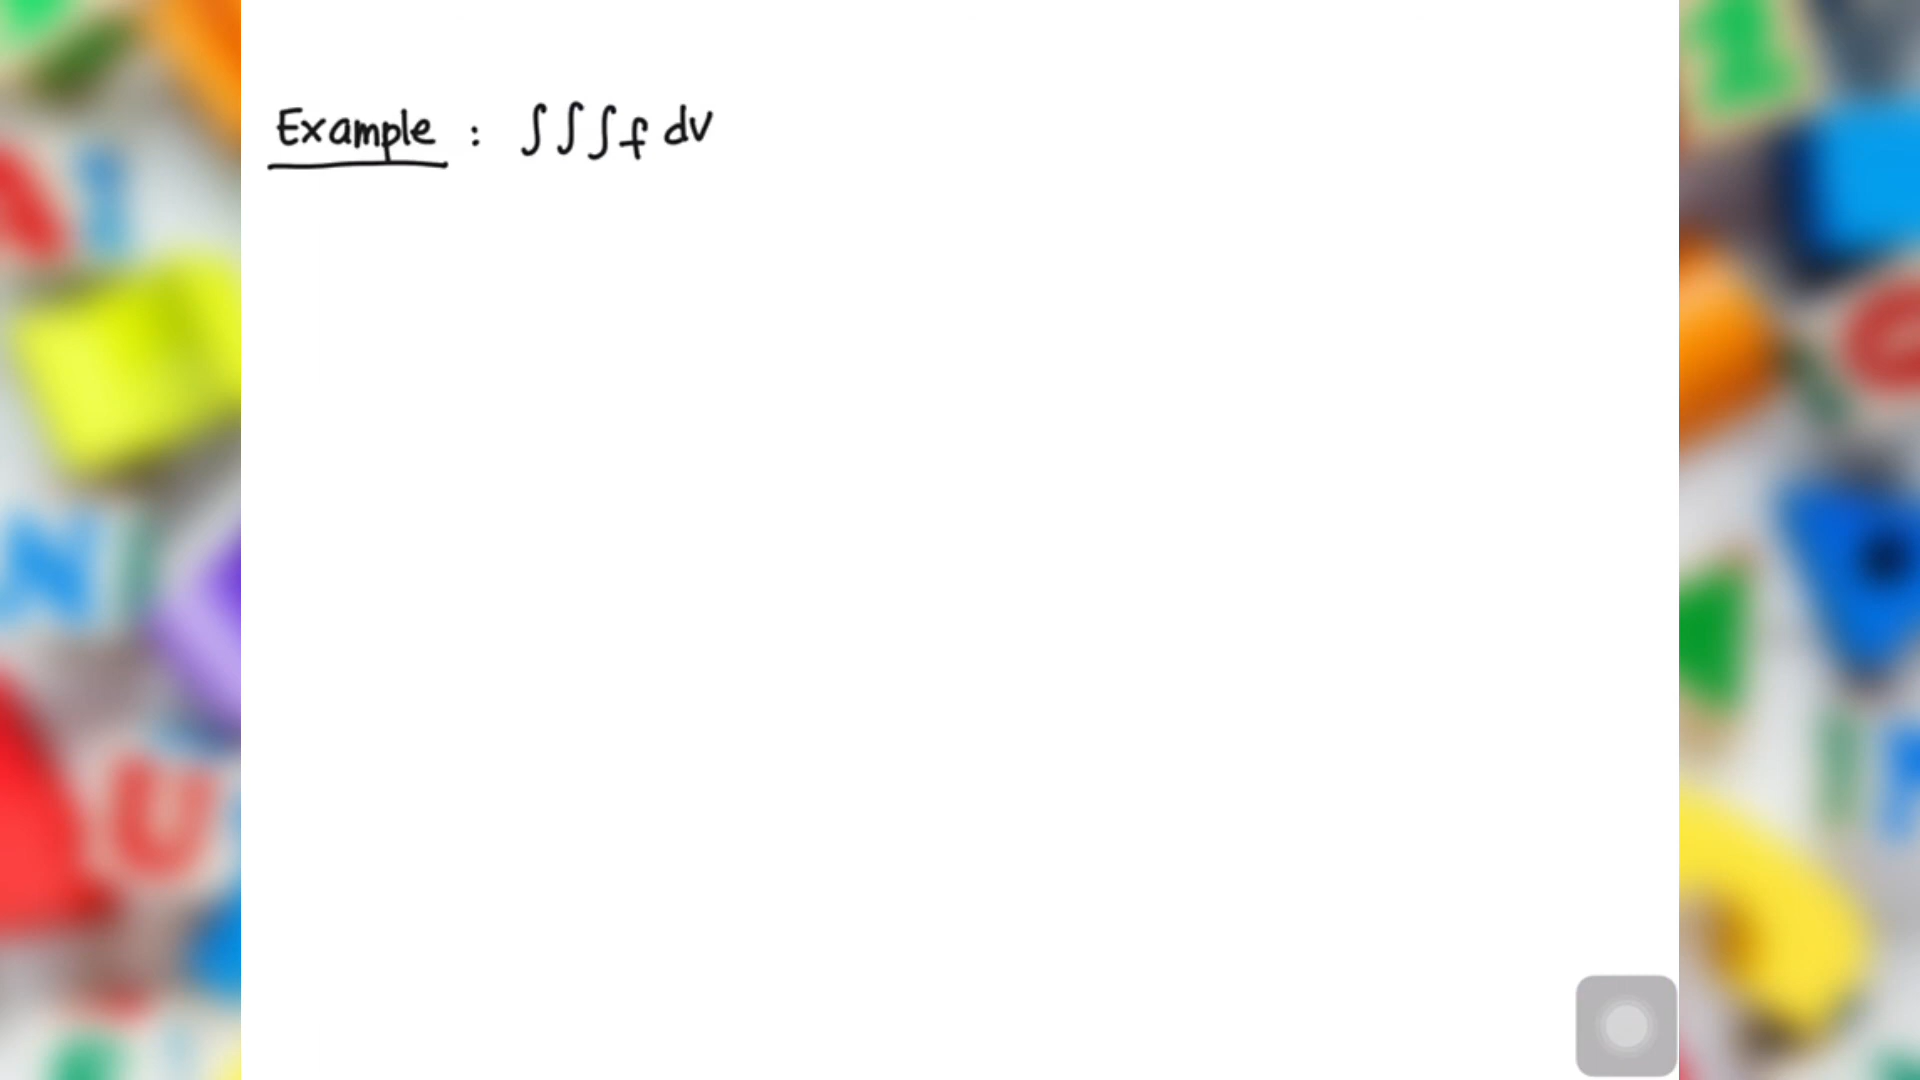 Example : ∫∫∫f dv